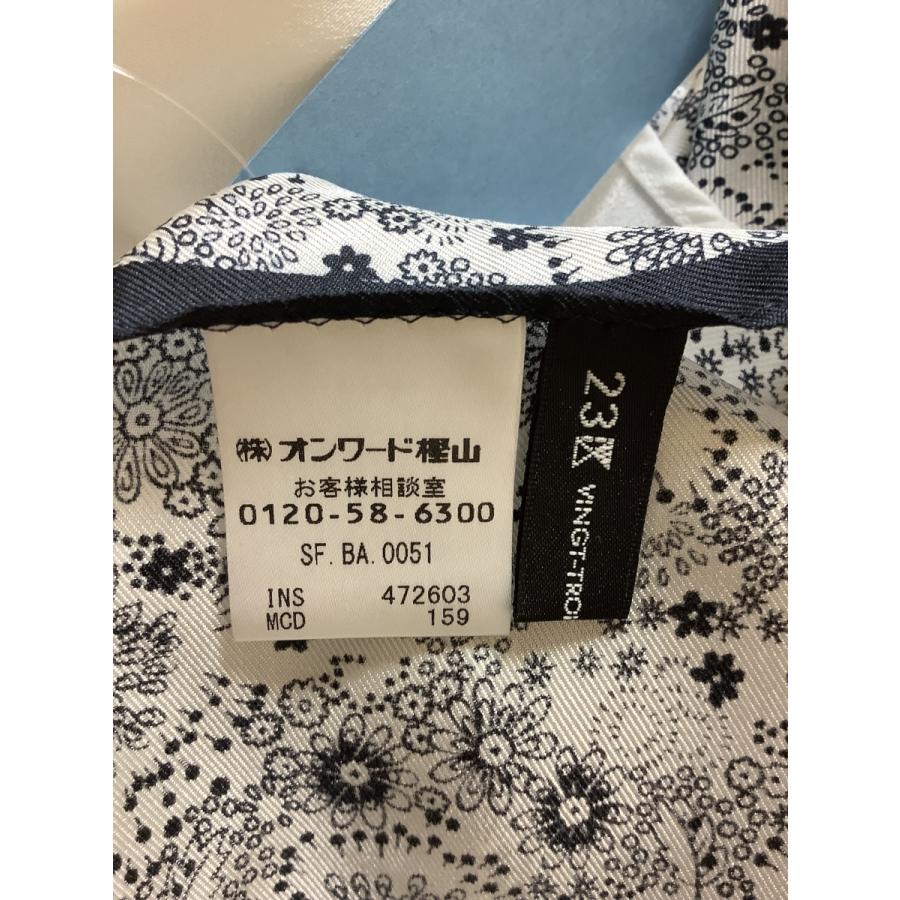 ㈱オンワード樫山
お客様相談室
0120-58-6300
SF.BA.0051
INS 472603
MCD 159
23区
VINGT-TROI